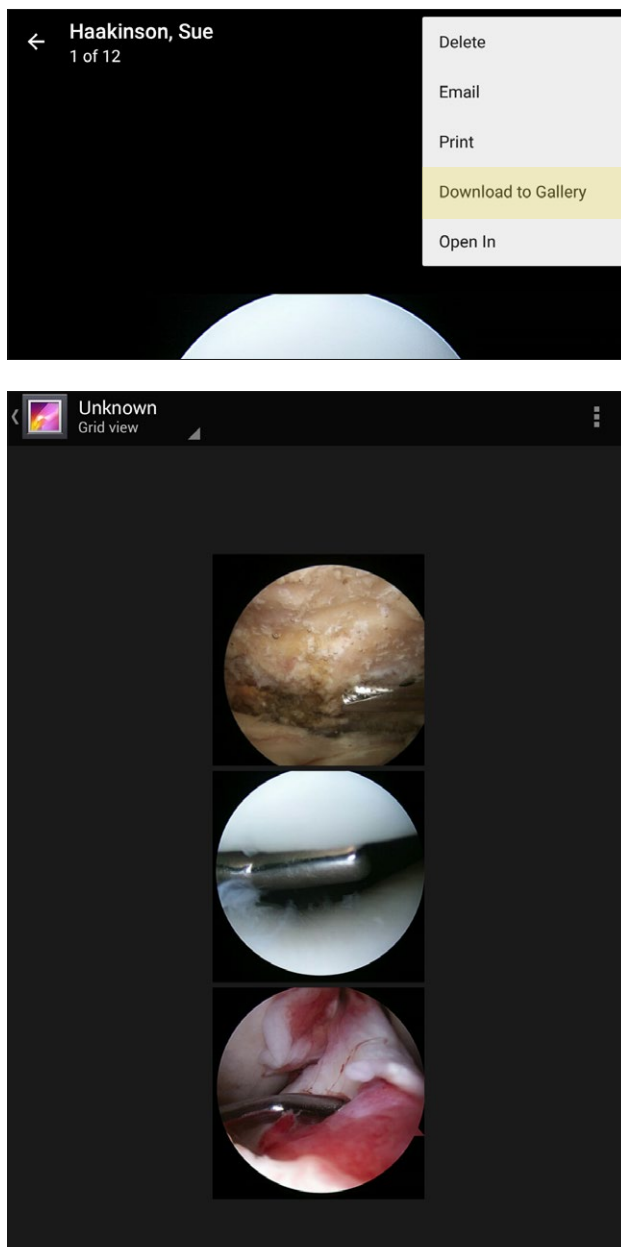 Haakinson, Sue
1 of 12
Delete
Email
Print
Download to Gallery
Open In
Unknown
Grid view